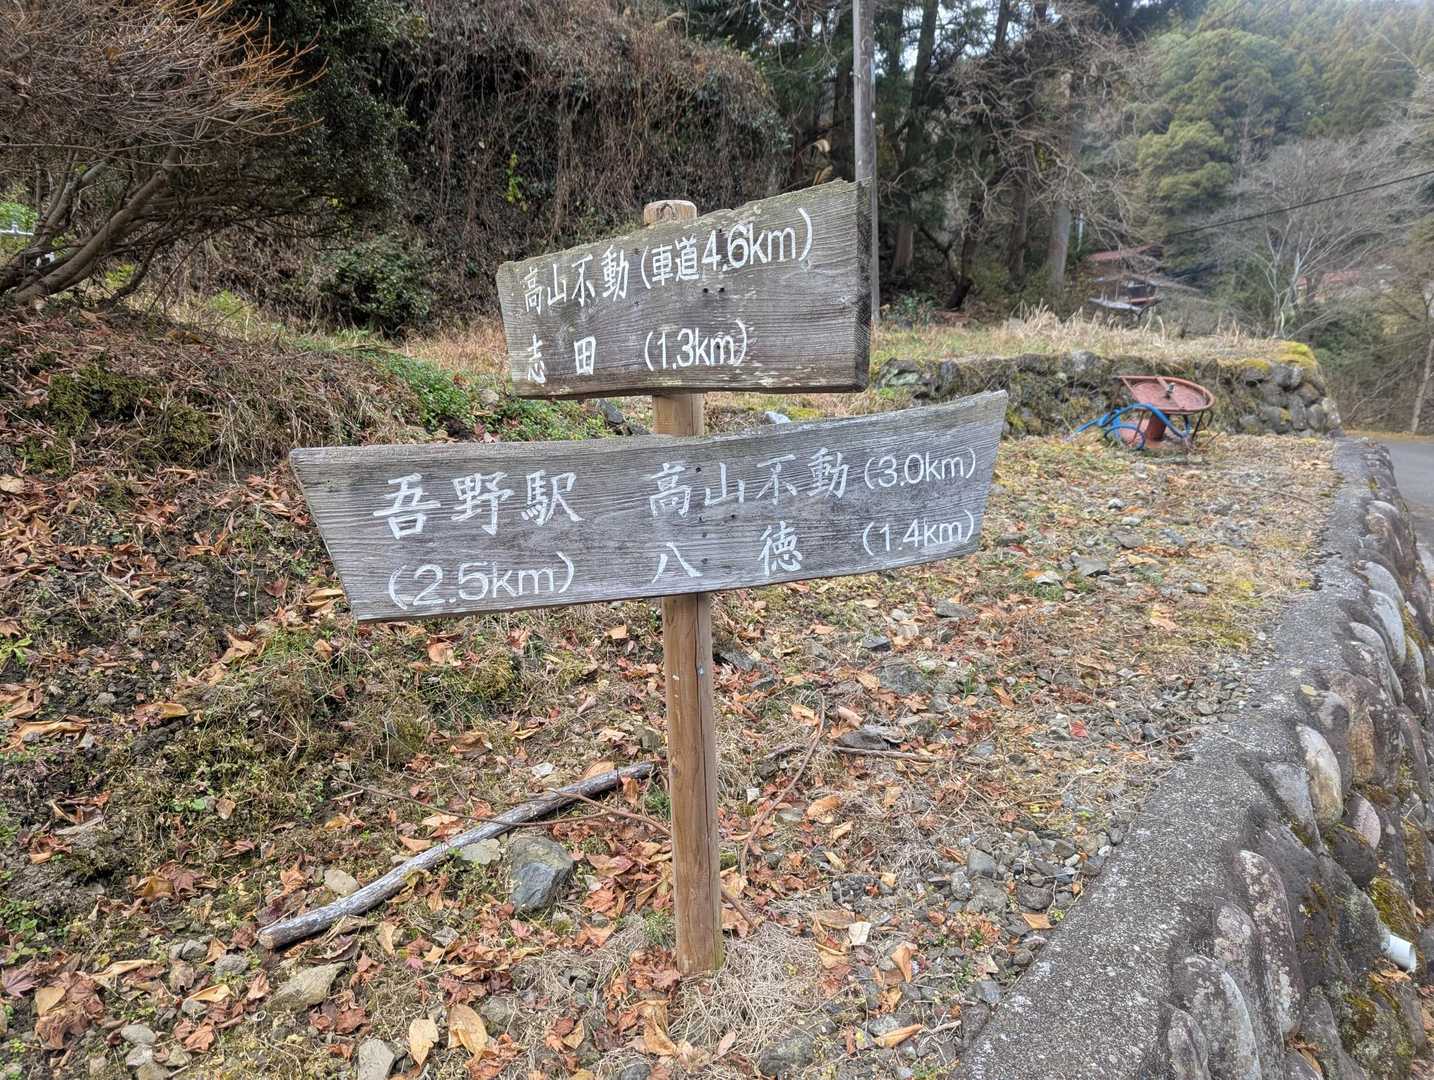 高山不動(車道4.6km)
志田 (1.3km)
吾野駅
(2.5km)
高山不動(3.0km)
八徳 (1.4km)